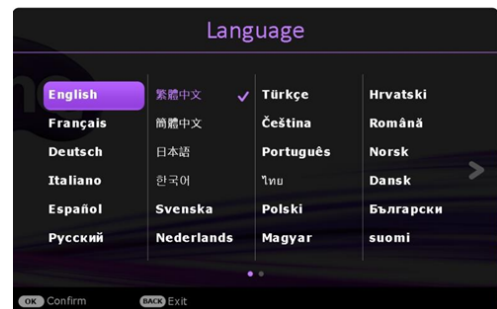 Language
English
Français
Deutsch
Italiano
Español
Русский
繁體中文
簡體中文
日本語
한국어
Svenska
Nederlands
Türkçe
Čeština
Português
ไทย
Polski
Magyar
Hrvatski
Română
Norsk
Dansk
Български
suomi
OK Confirm
BACK Exit